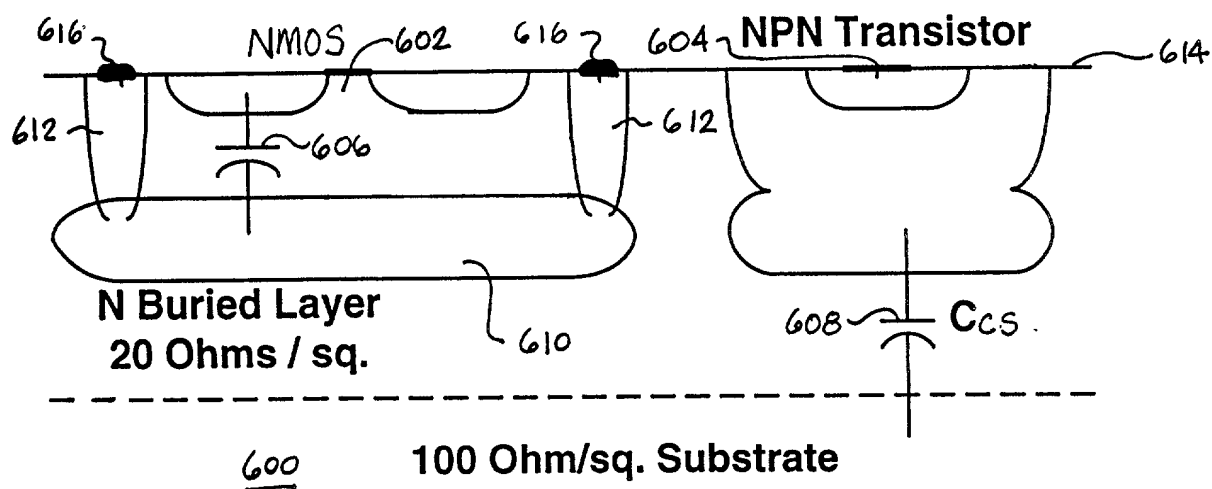 616 NMOS 602 616 604 NPN Transistor
614
612 606 612
N Buried Layer
20 Ohms / sq.
610
608 CCS.
600 100 Ohm/sq. Substrate